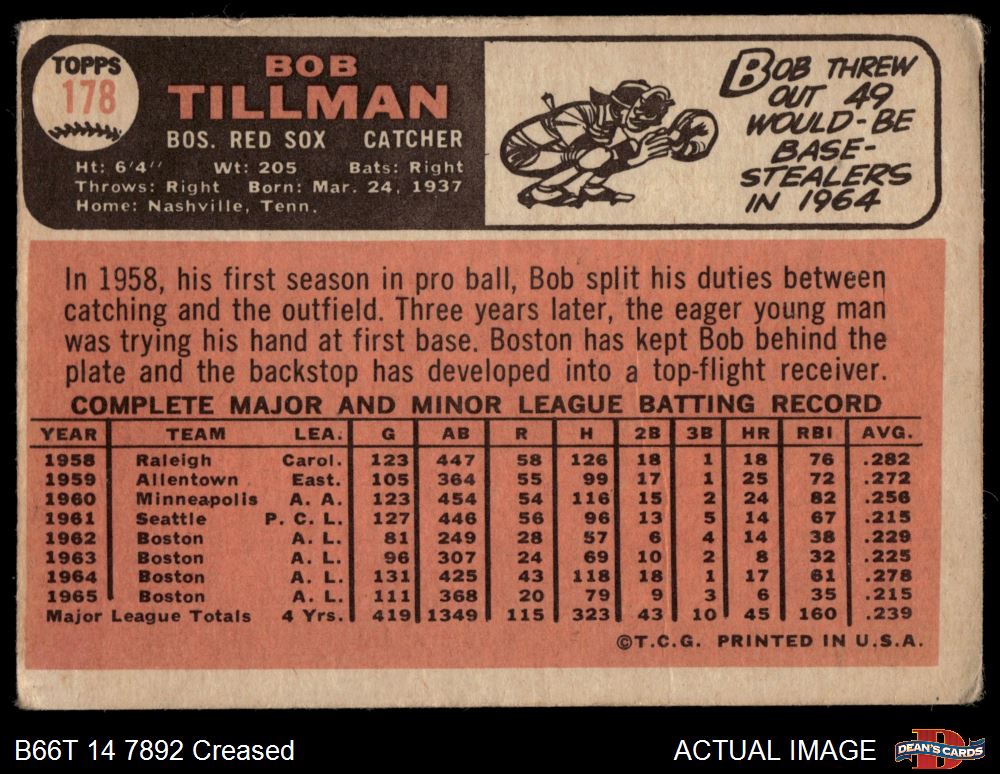 TOPPS
178
BOB
TILLMAN
BOS. RED SOX CATCHER
Ht: 6'4'' Wt: 205 Bats: Right
Throws: Right Born: Mar. 24, 1937
Home: Nashville, Tenn.
BOB THREW
OUT 49
WOULD-BE
BASE-
STEALERS
IN 1964
In 1958, his first season in pro ball, Bob split his duties between
catching and the outfield. Three years later, the eager young man
was trying his hand at first base. Boston has kept Bob behind the
plate and the backstop has developed into a top-flight receiver.
COMPLETE MAJOR AND MINOR LEAGUE BATTING RECORD
YEAR TEAM LEA. G AB R H 2B 3B HR RBI AVG.
1958 Raleigh Carol. 123 447 58 126 18 1 18 76 .282
1959 Allentown East. 105 364 55 99 17 1 25 72 .272
1960 Minneapolis A. A. 123 454 54 116 15 2 24 82 .256
1961 Seattle P. C. L. 127 446 56 96 13 5 14 67 .215
1962 Boston A. L. 81 249 28 57 6 4 14 38 .229
1963 Boston A. L. 96 307 24 69 10 2 8 32 .225
1964 Boston A. L. 131 425 43 118 18 1 17 61 .278
1965 Boston A. L. 111 368 20 79 9 3 6 35 .215
Major League Totals 4 Yrs. 419 1349 115 323 43 10 45 160 .239
©T.C.G. PRINTED IN U.S.A.
B66T 14 7892 Creased
ACTUAL IMAGE
DEAN'S CARDS